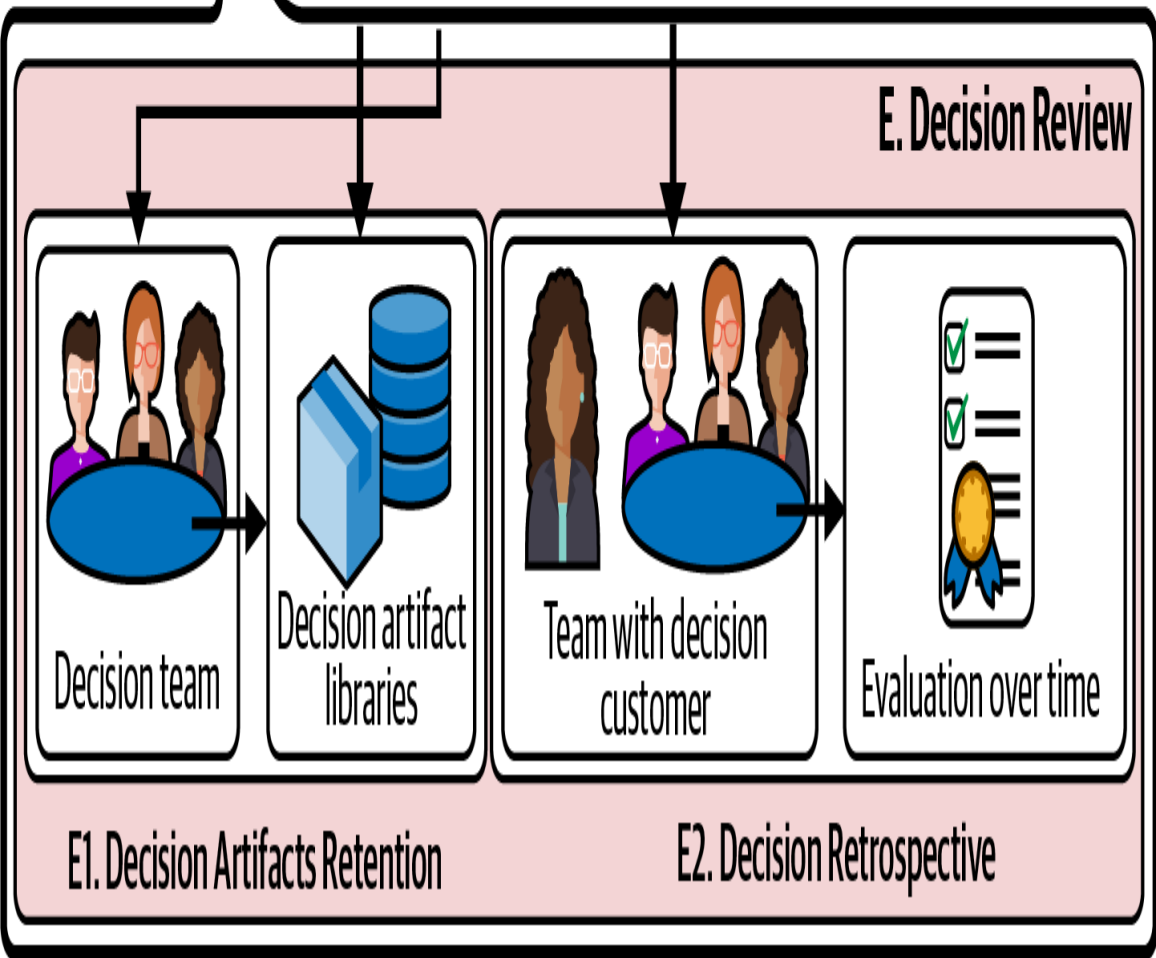 E. Decision Review
Decision team
Decision artifact
libraries
Team with decision
customer
Evaluation over time
E1. Decision Artifacts Retention
E2. Decision Retrospective